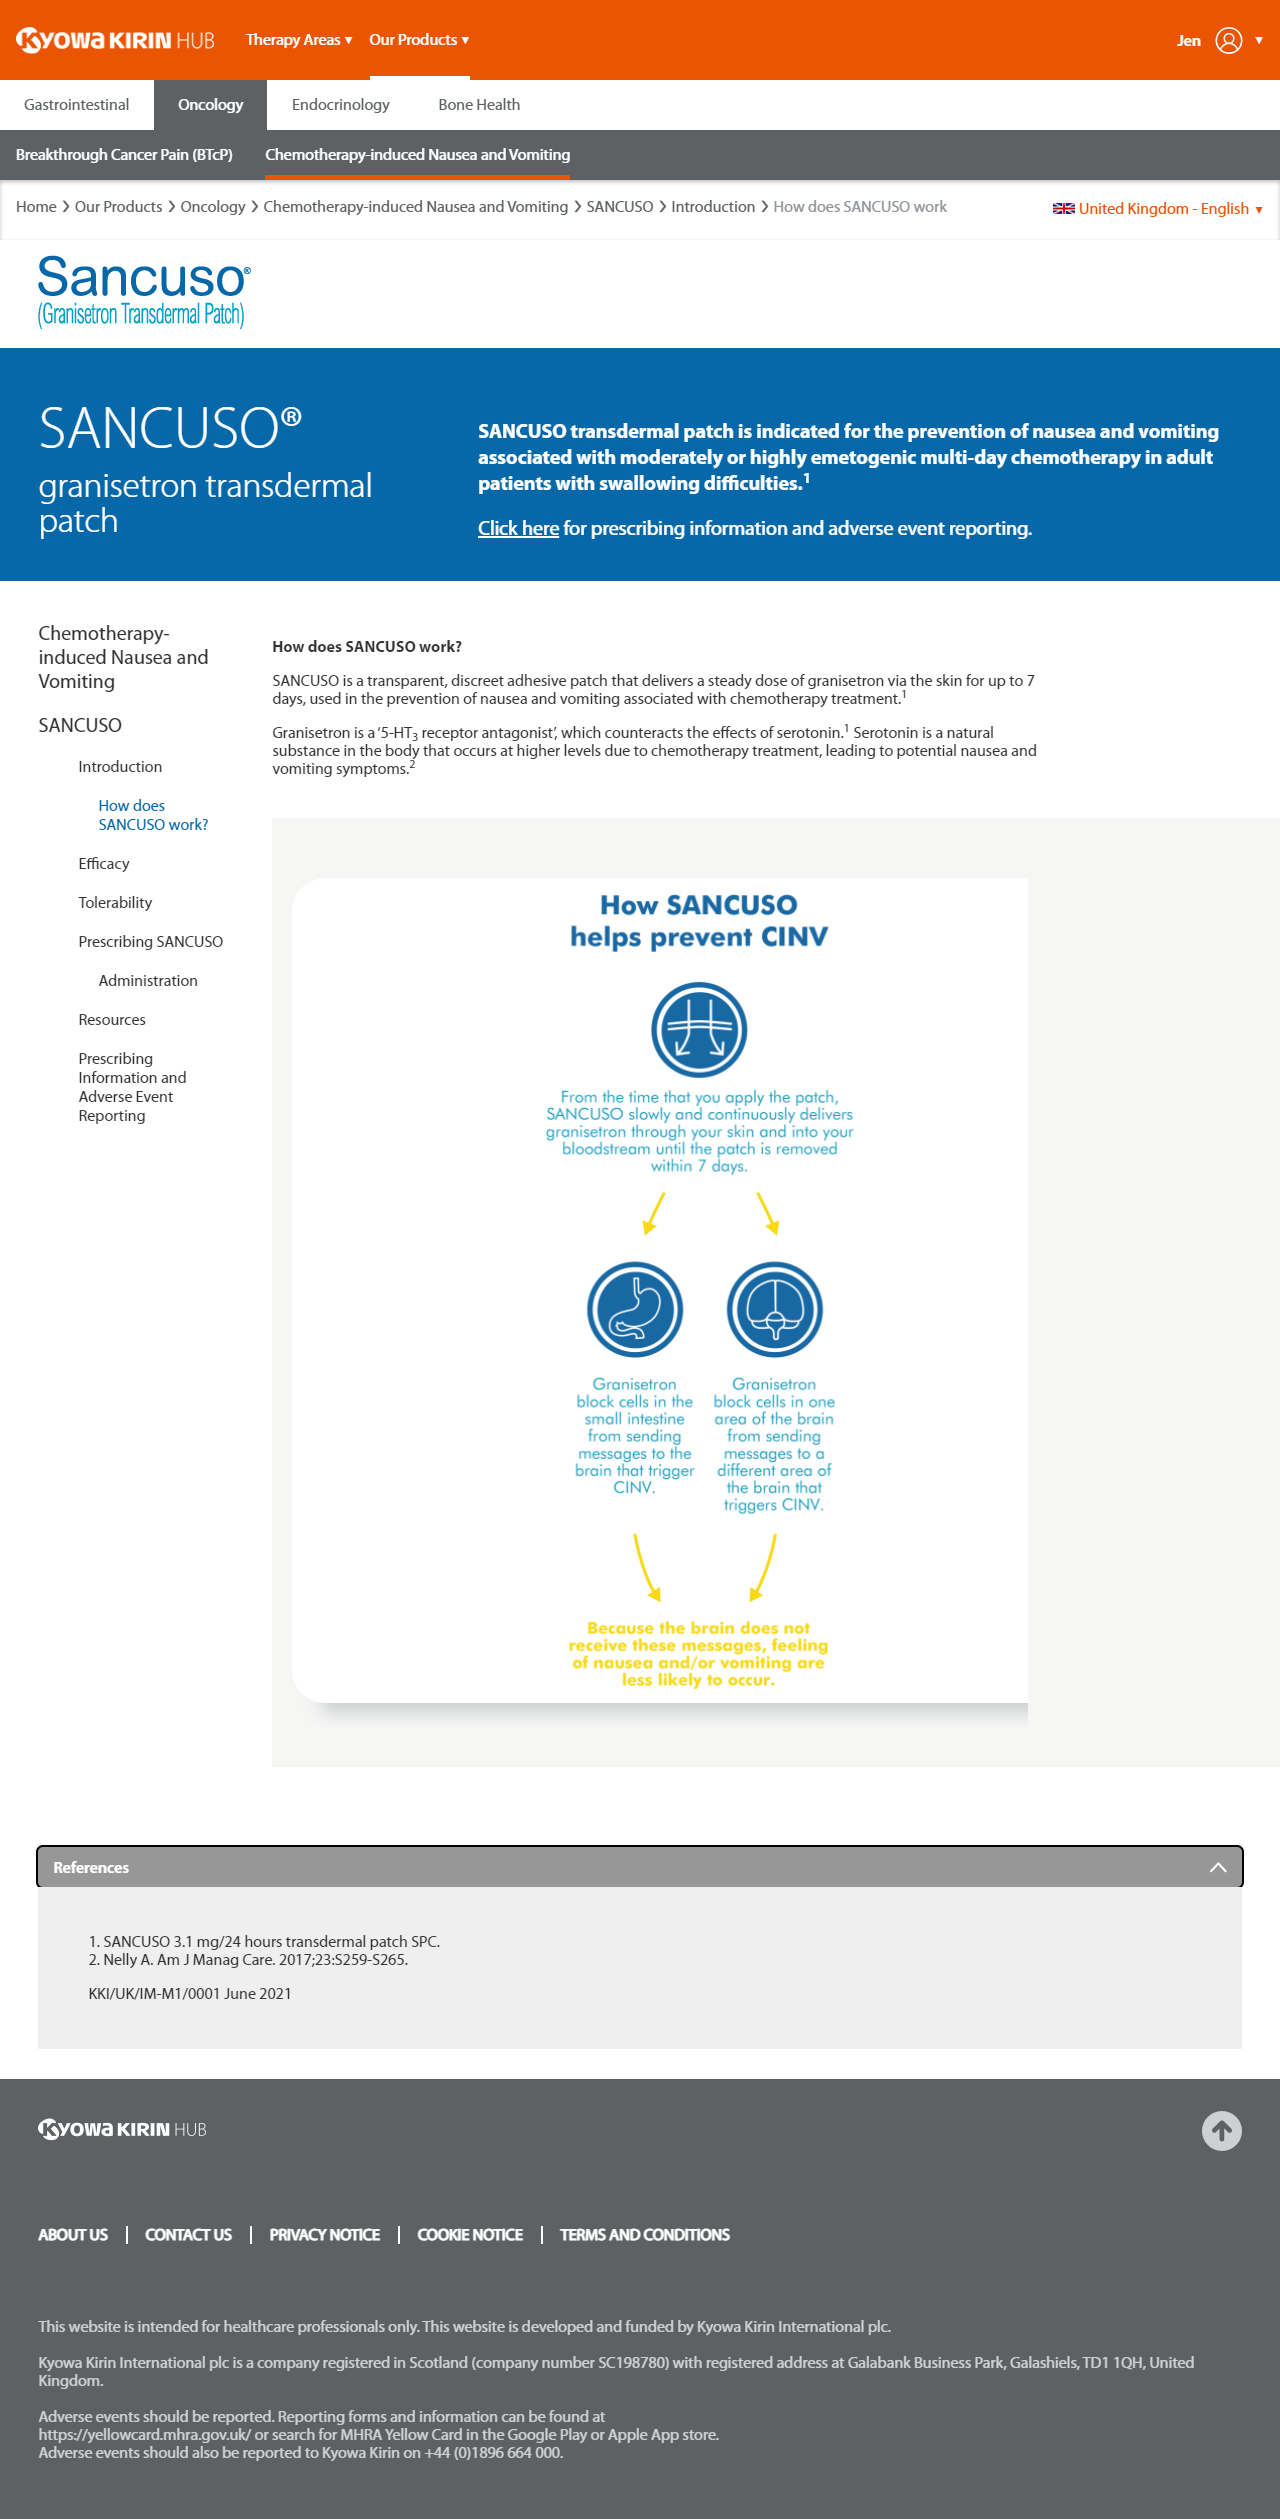 KYOWA KIRIN HUB
Therapy Areas ▼
Our Products ▼
Jen ▼
Gastrointestinal
Oncology
Endocrinology
Bone Health
Breakthrough Cancer Pain (BTcP)
Chemotherapy-induced Nausea and Vomiting
Home > Our Products > Oncology > Chemotherapy-induced Nausea and Vomiting > SANCUSO > Introduction > How does SANCUSO work
United Kingdom - English ▼
Sancuso®
(Granisetron Transdermal Patch)
SANCUSO®
granisetron transdermal
patch
SANCUSO transdermal patch is indicated for the prevention of nausea and vomiting
associated with moderately or highly emetogenic multi-day chemotherapy in adult
patients with swallowing difficulties.1
Click here for prescribing information and adverse event reporting.
Chemotherapy-
induced Nausea and
Vomiting
SANCUSO
Introduction
How does
SANCUSO work?
Efficacy
Tolerability
Prescribing SANCUSO
Administration
Resources
Prescribing
Information and
Adverse Event
Reporting
How does SANCUSO work?
SANCUSO is a transparent, discreet adhesive patch that delivers a steady dose of granisetron via the skin for up to 7
days, used in the prevention of nausea and vomiting associated with chemotherapy treatment.1
Granisetron is a ‘5-HT3 receptor antagonist’, which counteracts the effects of serotonin.1 Serotonin is a natural
substance in the body that occurs at higher levels due to chemotherapy treatment, leading to potential nausea and
vomiting symptoms.2
How SANCUSO
helps prevent CINV
From the time that you apply the patch,
SANCUSO slowly and continuously delivers
granisetron through your skin and into your
bloodstream until the patch is removed
within 7 days.
Granisetron
block cells in the
small intestine
from sending
messages to the
brain that trigger
CINV.
Granisetron
block cells in one
area of the brain
from sending
messages to a
different area of
the brain that
triggers CINV.
Because the brain does not
receive these messages, feeling
of nausea and/or vomiting are
less likely to occur.
References
1. SANCUSO 3.1 mg/24 hours transdermal patch SPC.
2. Nelly A. Am J Manag Care. 2017;23:S259-S265.
KKI/UK/IM-M1/0001 June 2021
KYOWA KIRIN HUB
ABOUT US
CONTACT US
PRIVACY NOTICE
COOKIE NOTICE
TERMS AND CONDITIONS
This website is intended for healthcare professionals only. This website is developed and funded by Kyowa Kirin International plc.
Kyowa Kirin International plc is a company registered in Scotland (company number SC198780) with registered address at Galabank Business Park, Galashiels, TD1 1QH, United
Kingdom.
Adverse events should be reported. Reporting forms and information can be found at
https://yellowcard.mhra.gov.uk/ or search for MHRA Yellow Card in the Google Play or Apple App store.
Adverse events should also be reported to Kyowa Kirin on +44 (0)1896 664 000.